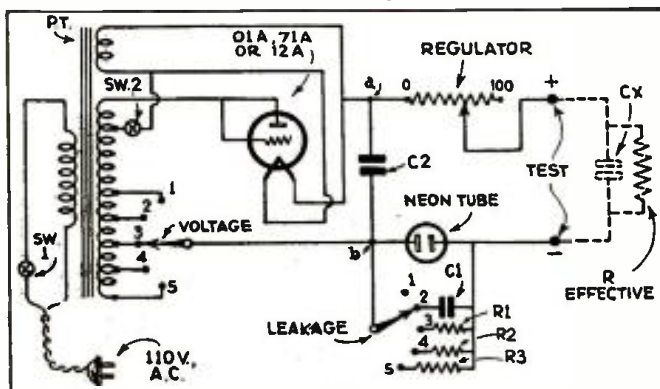 P.T.
01A, 71A
OR 12A,)
REGULATOR
a
0
100
+
CX
SW.2
C2
TEST
NEON TUBE
1
2
3
4
5
VOLTAGE
b
−
SW.
1
1
2
C1
3
R1
4
R2
5
R3
LEAKAGE
R
EFFECTIVE
110 V.,
A.C.